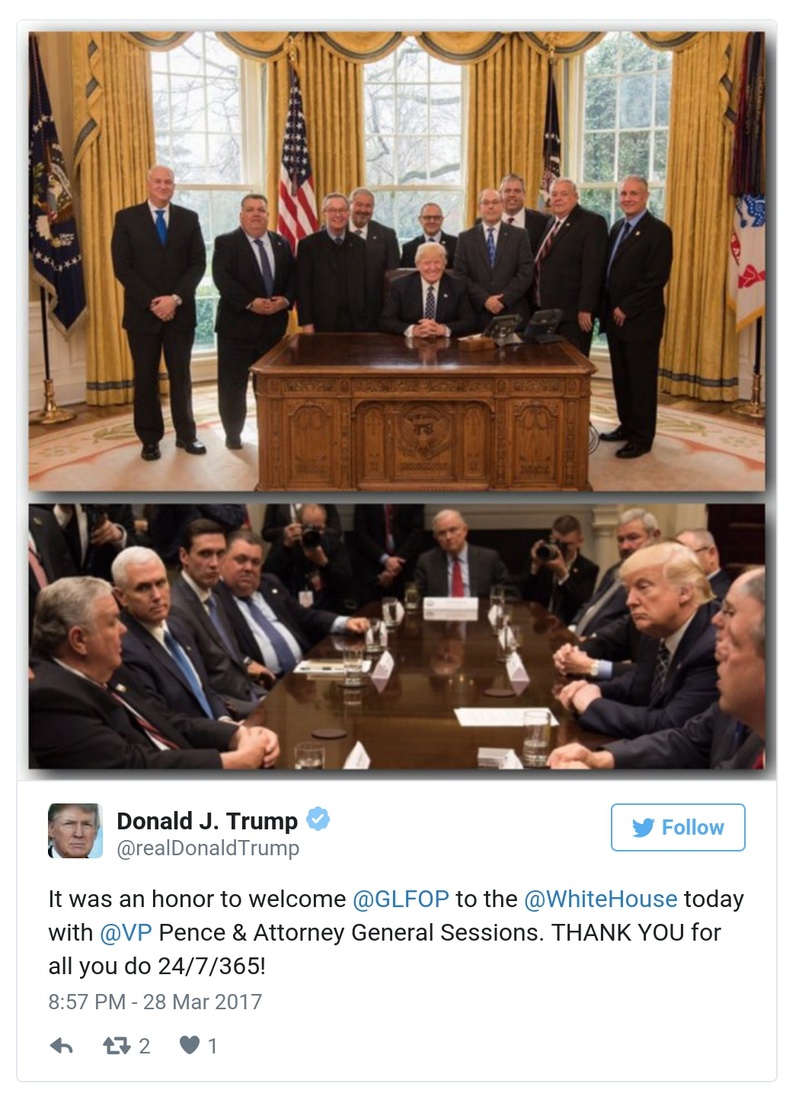 Donald J. Trump
@realDonaldTrump
Follow
It was an honor to welcome @GLFOP to the @WhiteHouse today
with @VP Pence & Attorney General Sessions. THANK YOU for
all you do 24/7/365!
8:57 PM - 28 Mar 2017
2
1